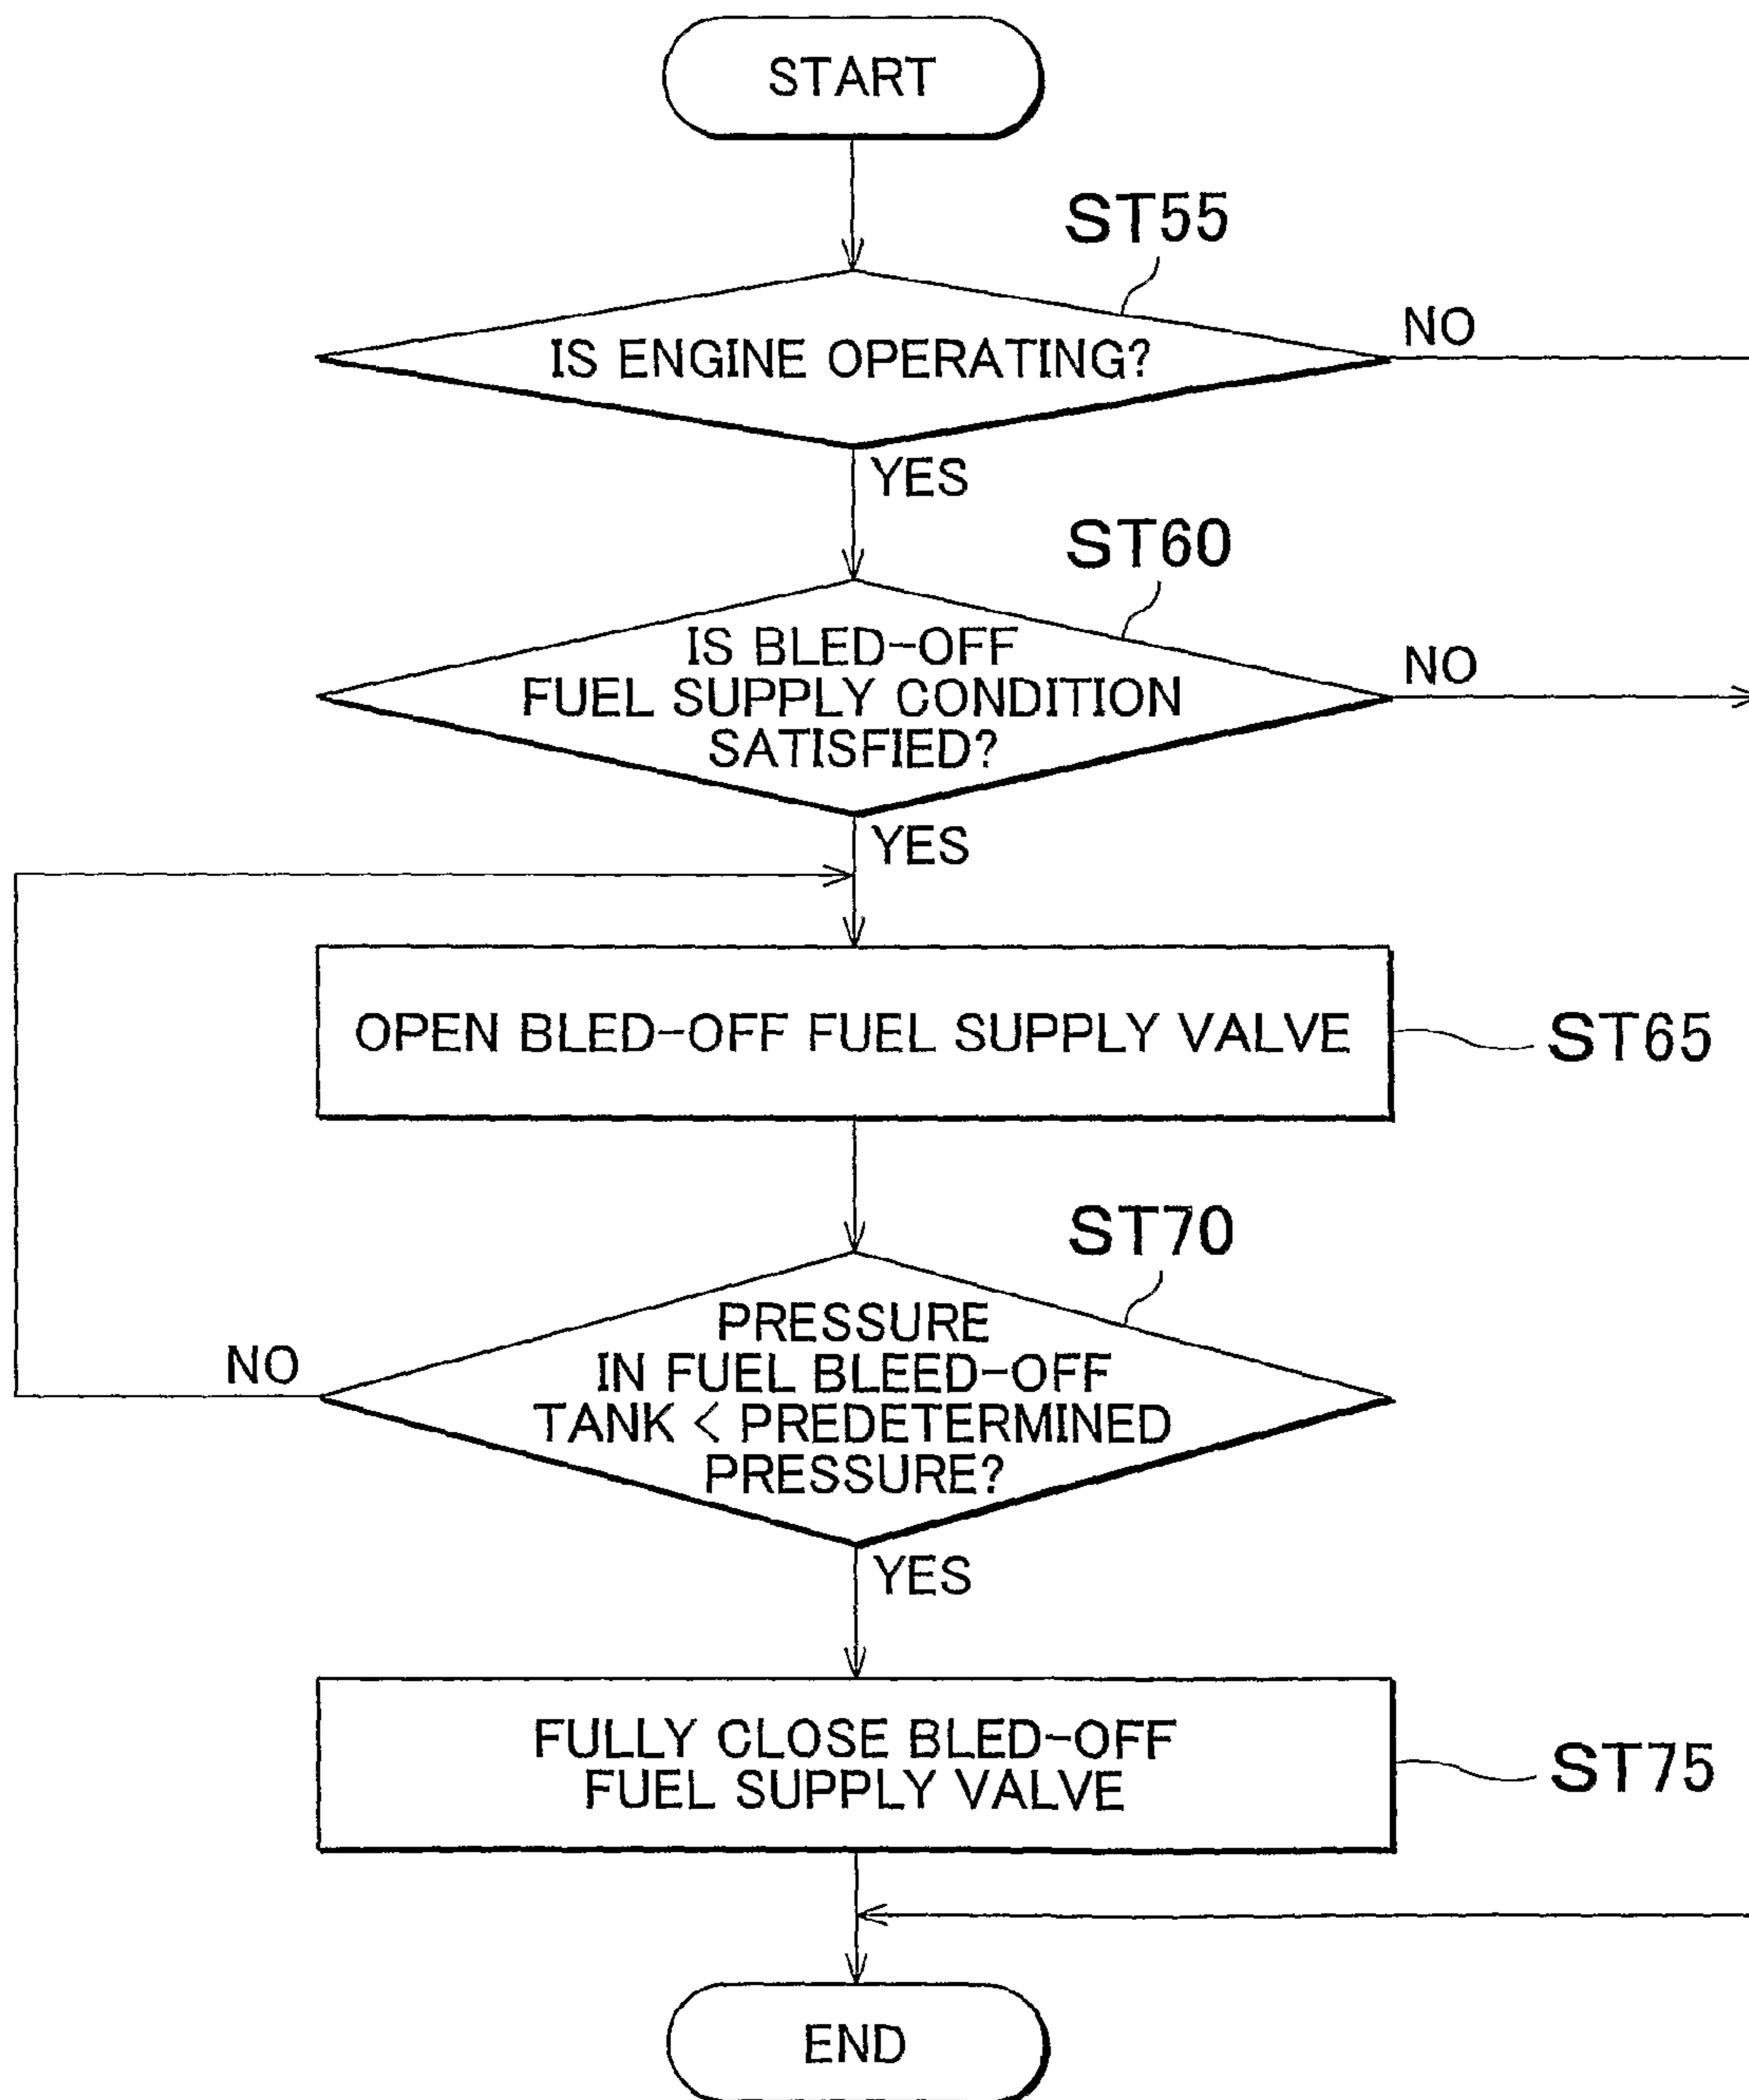 START
ST55
IS ENGINE OPERATING?
NO
YES
ST60
IS BLED-OFF
FUEL SUPPLY CONDITION
SATISFIED?
NO
YES
OPEN BLED-OFF FUEL SUPPLY VALVE
ST65
ST70
PRESSURE
IN FUEL BLEED-OFF
TANK < PREDETERMINED
PRESSURE?
NO
YES
FULLY CLOSE BLED-OFF
FUEL SUPPLY VALVE
ST75
END